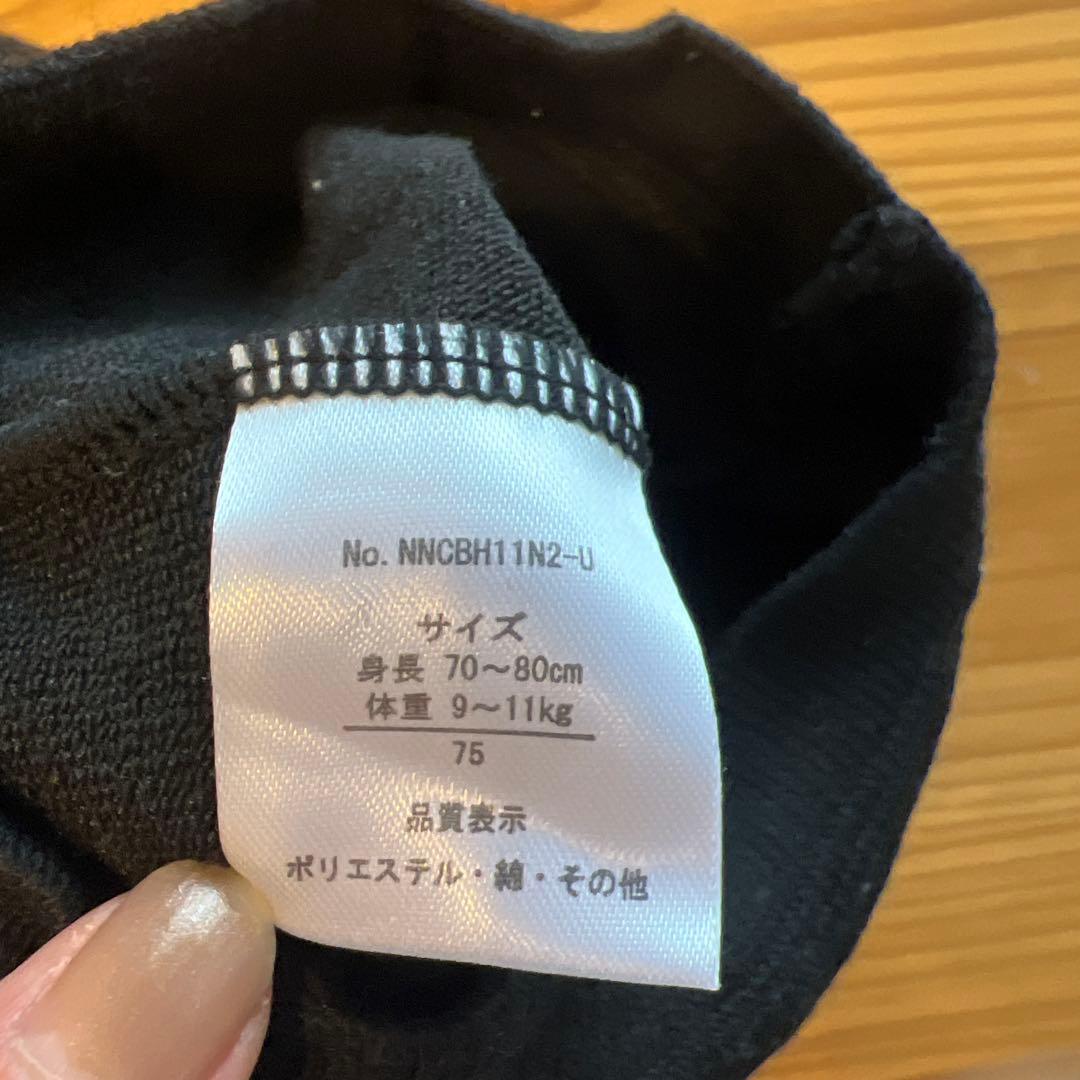 No. NNCBH11N2-U
サイズ
身長 70～80cm
体重 9～11kg
75
品質表示
ポリエステル・綿・その他